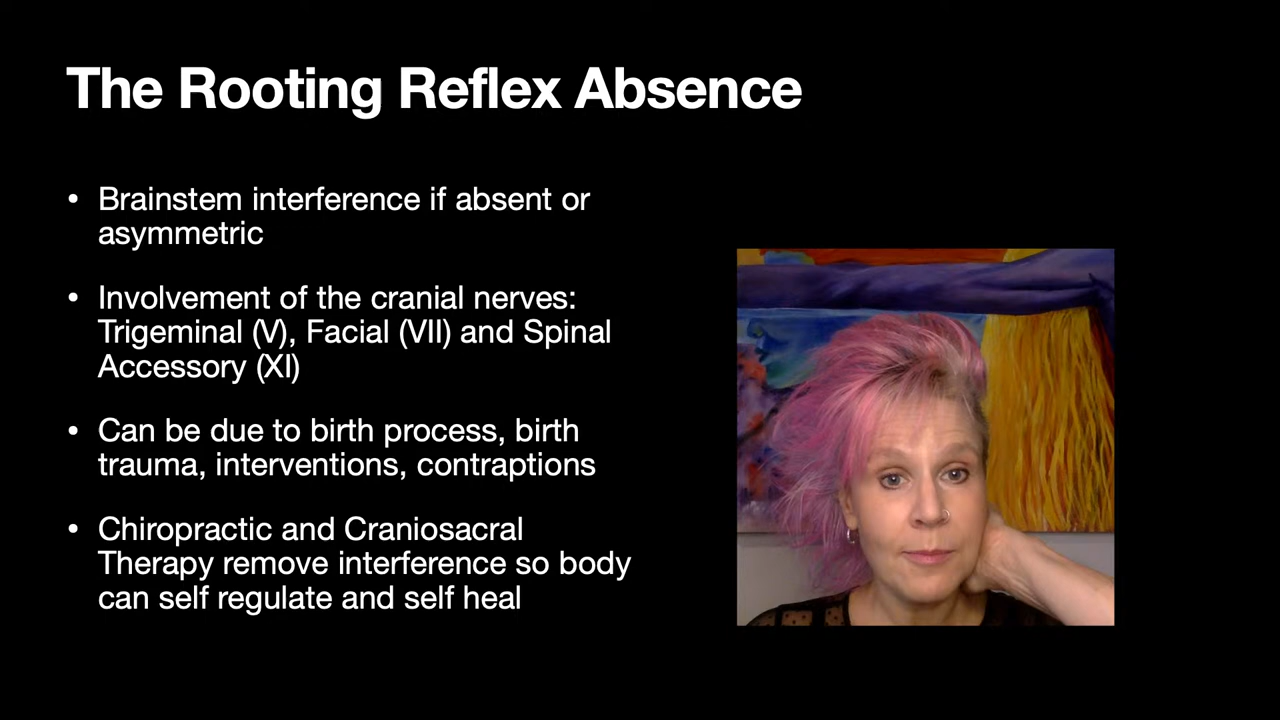 The Rooting Reflex Absence
• Brainstem interference if absent or
asymmetric
• Involvement of the cranial nerves:
Trigeminal (V), Facial (VII) and Spinal
Accessory (XI)
• Can be due to birth process, birth
trauma, interventions, contraptions
• Chiropractic and Craniosacral
Therapy remove interference so body
can self regulate and self heal